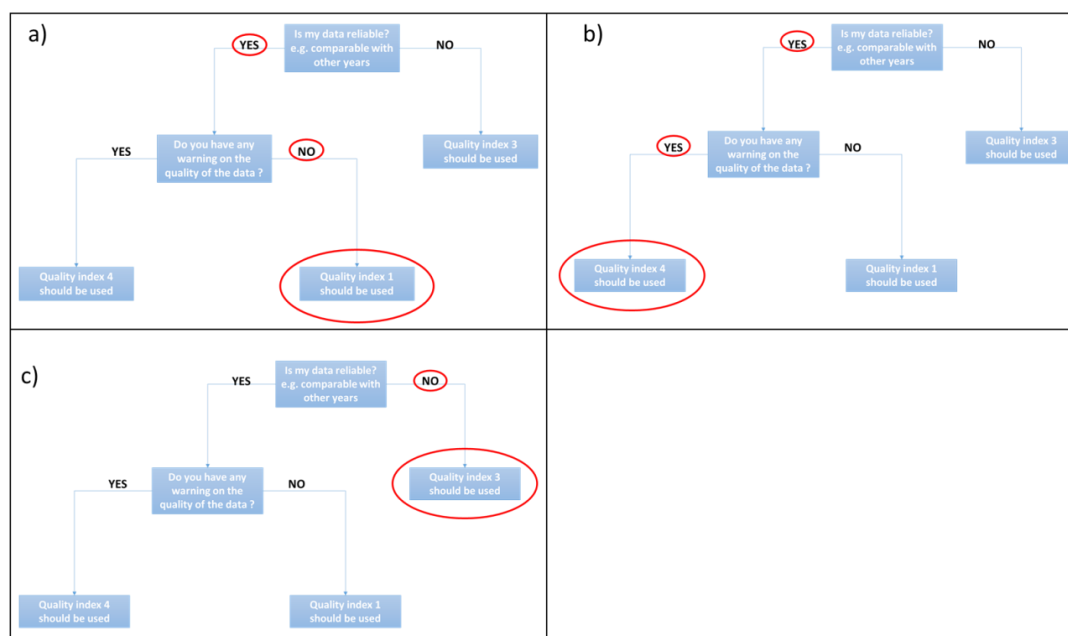 a)
YES
Is my data reliable?
e.g. comparable with
other years
NO
YES
Do you have any
warning on the
quality of the data ?
NO
Quality index 3
should be used
Quality index 4
should be used
Quality index 1
should be used
b)
YES
Is my data reliable?
e.g. comparable with
other years
NO
YES
Do you have any
warning on the
quality of the data ?
NO
Quality index 3
should be used
Quality index 4
should be used
Quality index 1
should be used
c)
YES
Is my data reliable?
e.g. comparable with
other years
NO
YES
Do you have any
warning on the
quality of the data ?
NO
Quality index 3
should be used
Quality index 4
should be used
Quality index 1
should be used